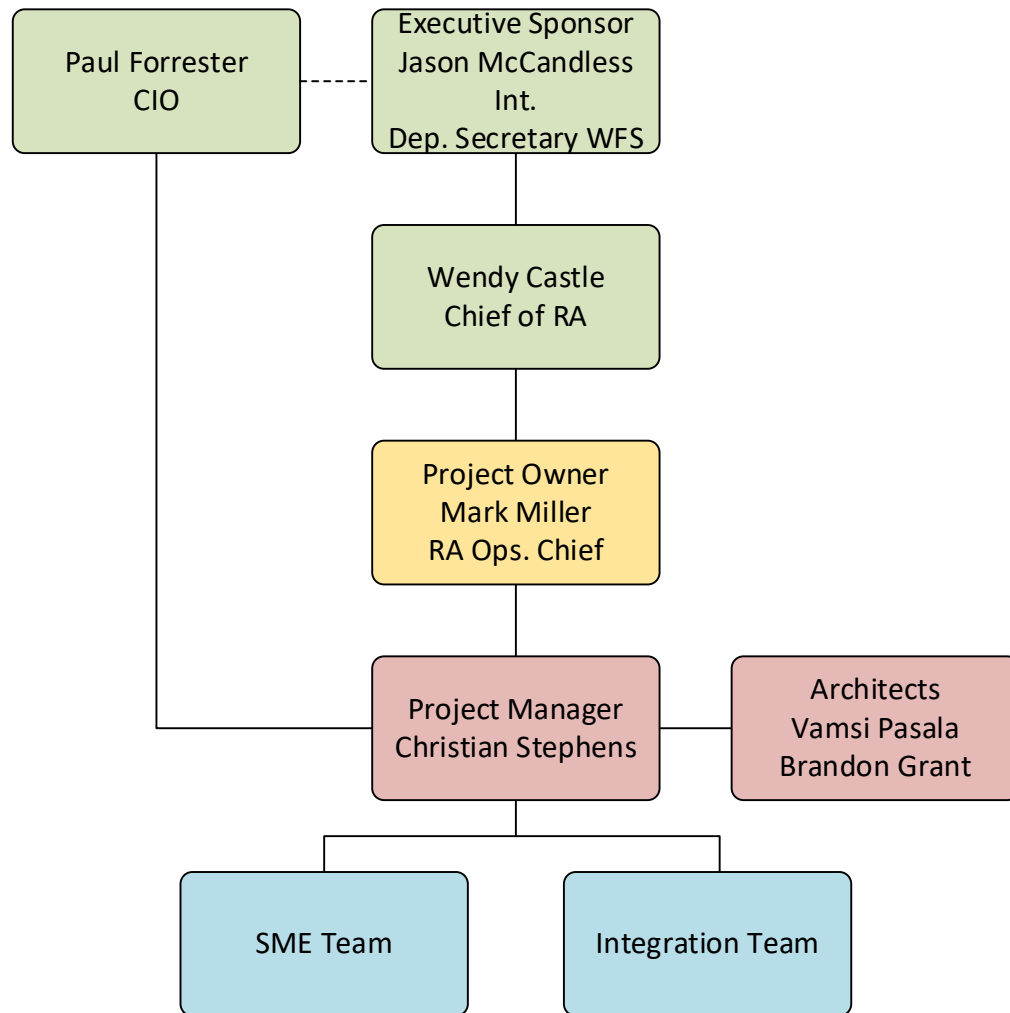 Paul Forrester
CIO
Executive Sponsor
Jason McCandless
Int.
Dep. Secretary WFS
Wendy Castle
Chief of RA
Project Owner
Mark Miller
RA Ops. Chief
Project Manager
Christian Stephens
Architects
Vamsi Pasala
Brandon Grant
SME Team
Integration Team